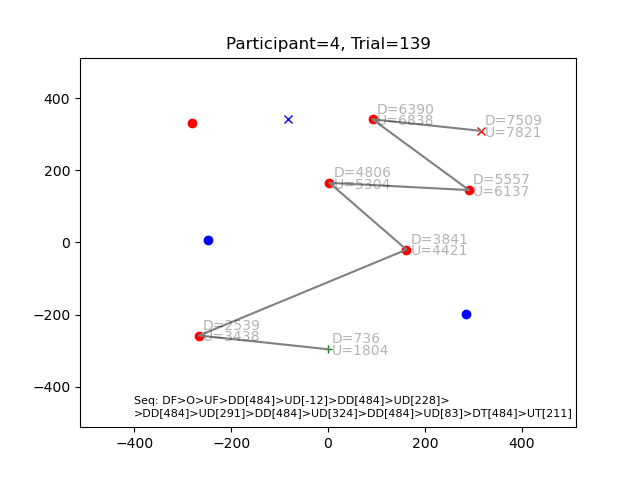 Participant=4, Trial=139
400
200
0
−200
−400
−400
−200
0
200
400
D=6390
U=6838
D=7509
U=7821
D=4806
U=5304
D=5557
U=6137
D=3841
U=4421
D=2539
U=3438
D=736
U=1804
Seq: DF>O>UF>DD[484]>UD[-12]>DD[484]>UD[228]>
>DD[484]>UD[291]>DD[484]>UD[324]>DD[484]>UD[83]>DT[484]>UT[211]